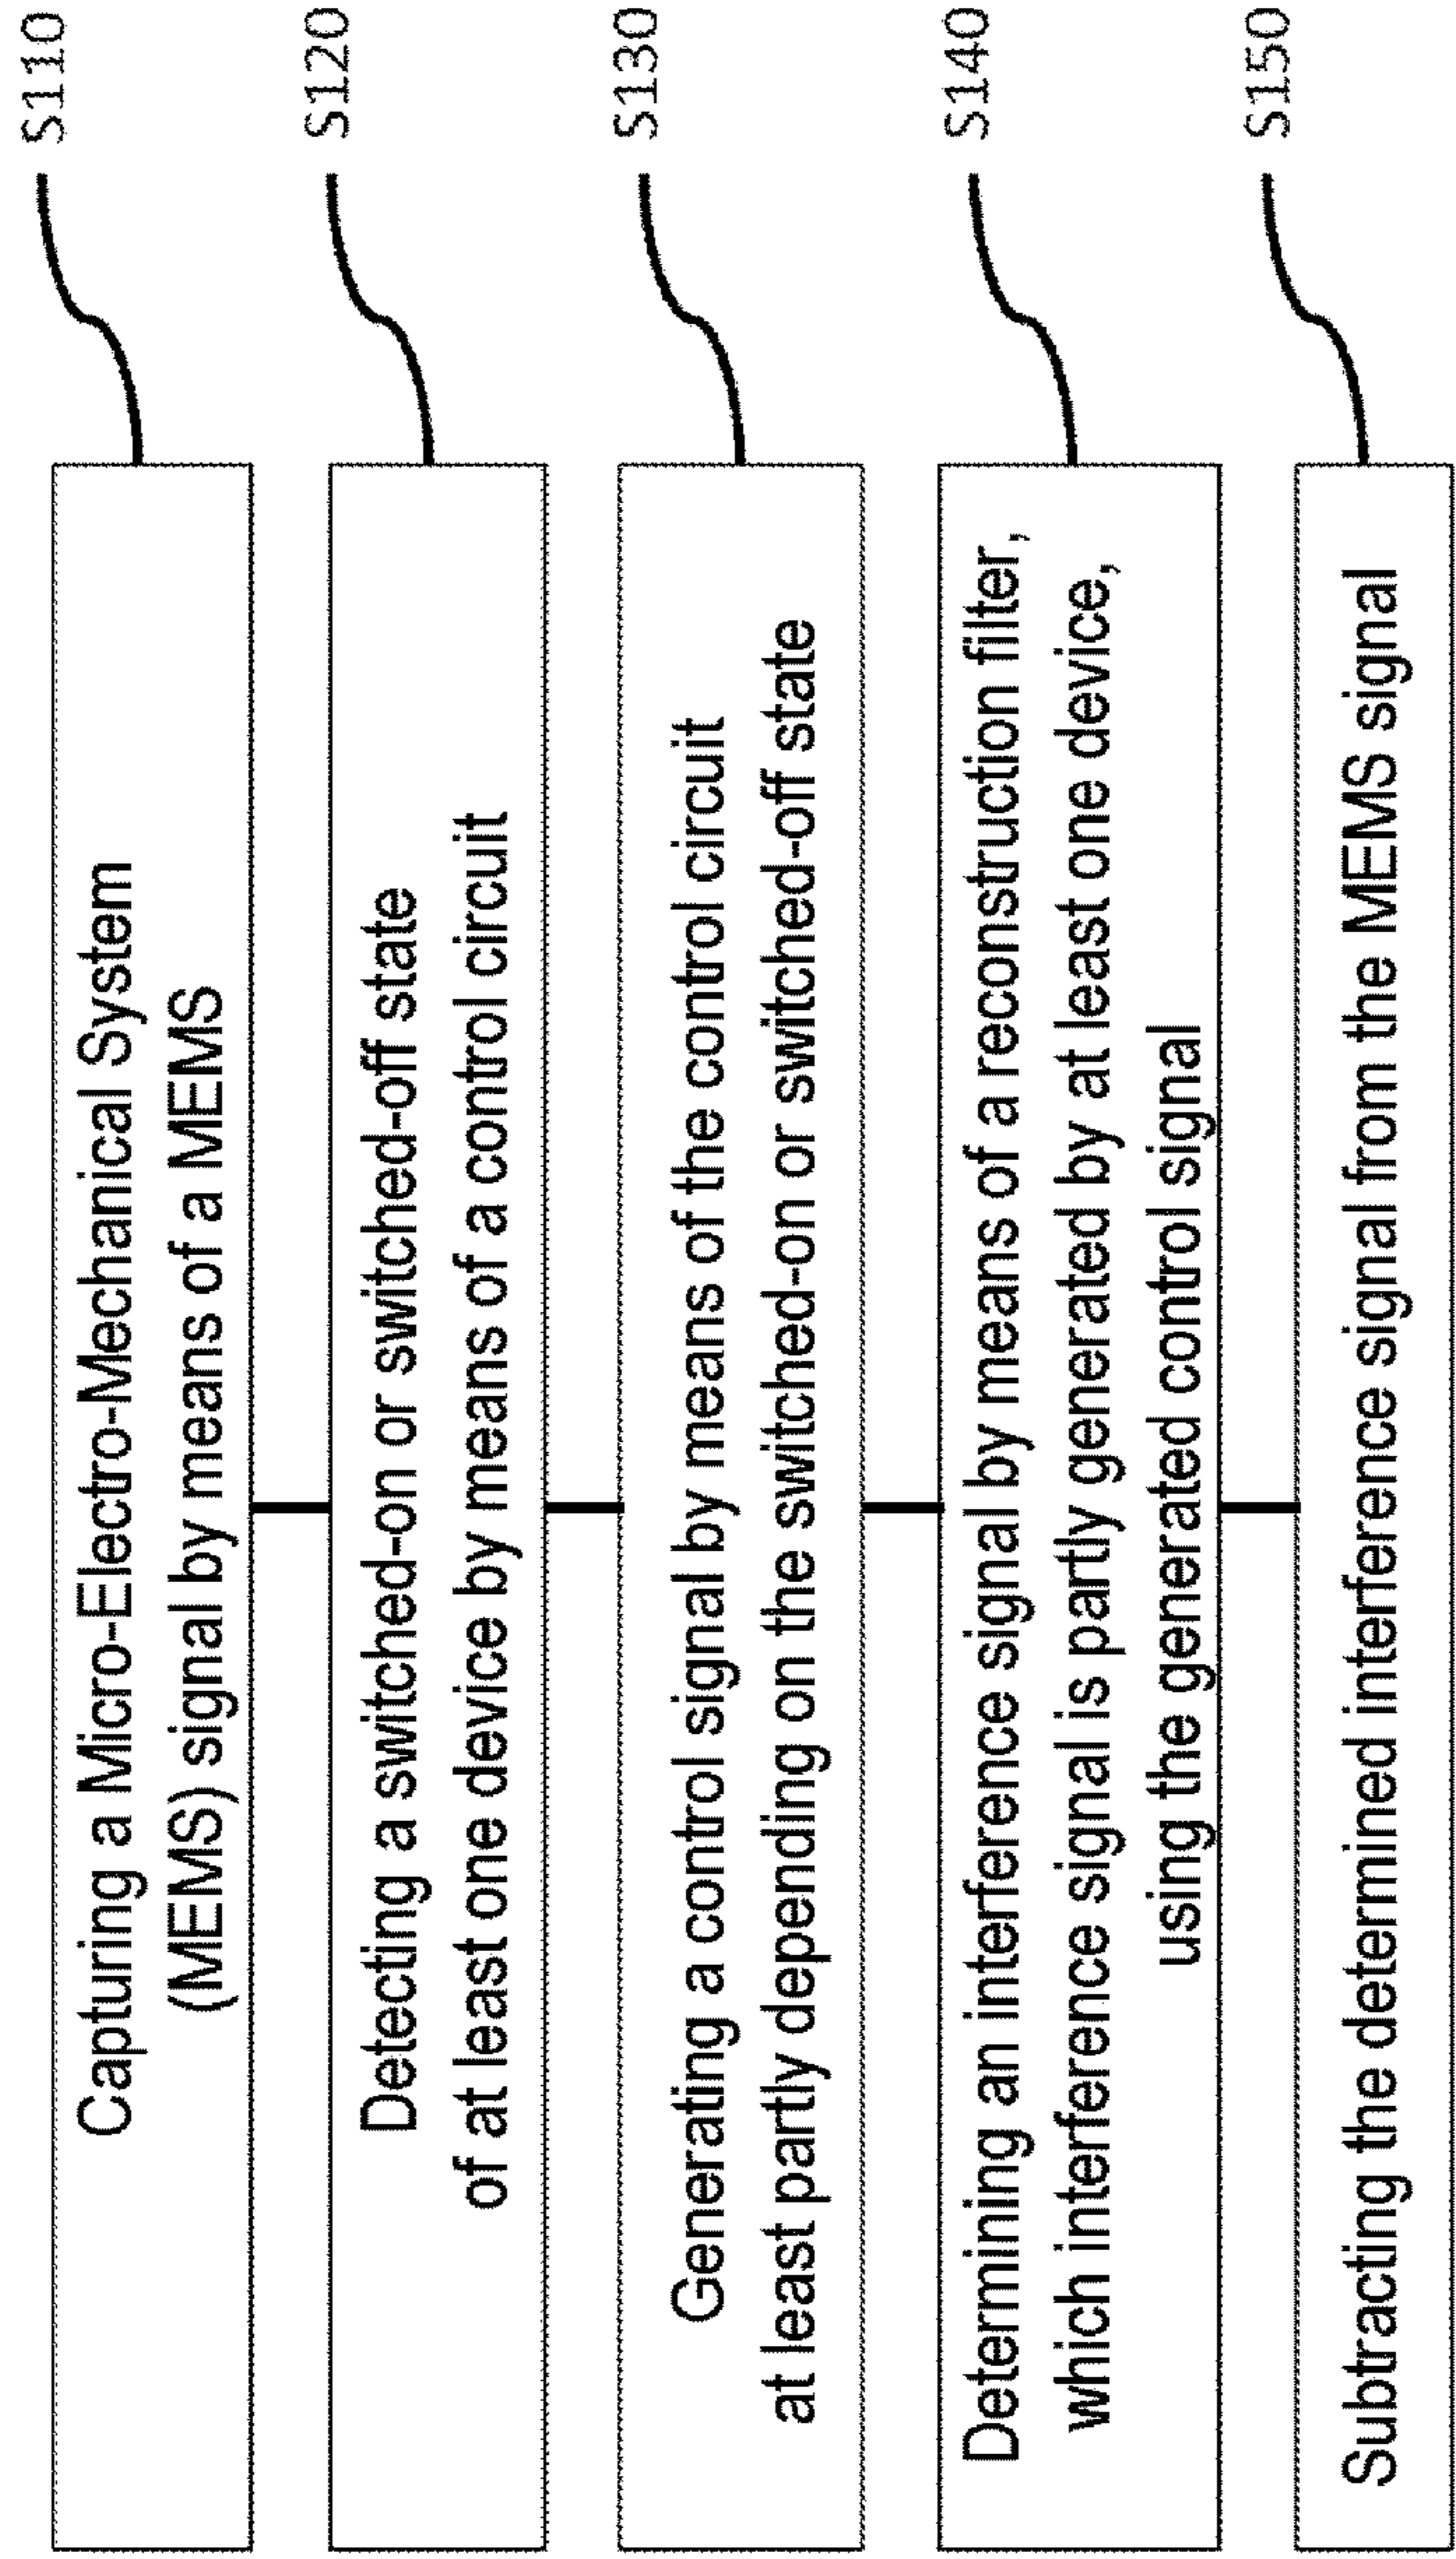 Capturing a Micro-Electro-Mechanical System
(MEMS) signal by means of a MEMS
S110
Detecting a switched-on or switched-off state
of at least one device by means of a control circuit
S120
Generating a control signal by means of the control circuit
at least partly depending on the switched-on or switched-off state
S130
Determining an interference signal by means of a reconstruction filter,
which interference signal is partly generated by at least one device,
using the generated control signal
S140
Subtracting the determined interference signal from the MEMS signal
S150